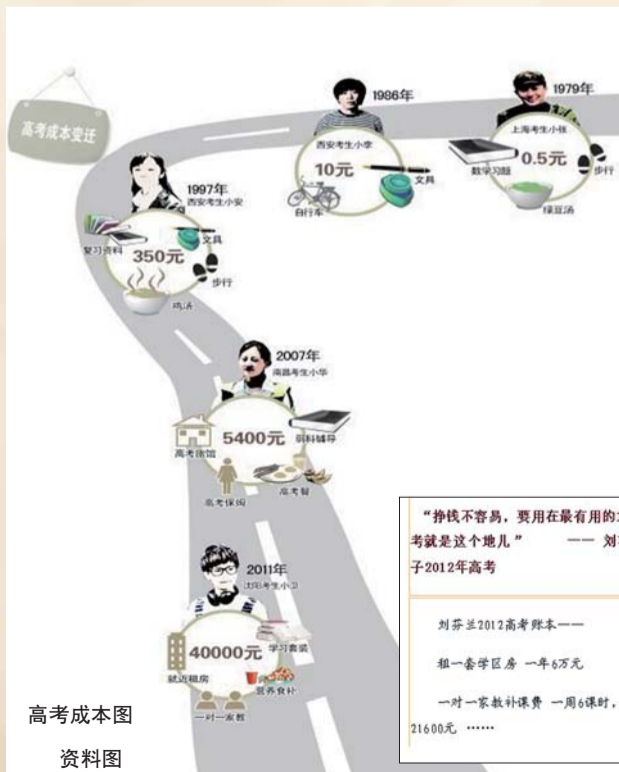 高考成本变迁
1979年
上海考生小张
0.5元
数学习题
步行
绿豆汤
1986年
西安考生小李
10元
文具
自行车
1997年
西安考生小安
350元
复习资料
文具
步行
鸡汤
2007年
南昌考生小华
5400元
高考旅馆
弱科辅导
高考保姆
高考餐
2011年
沈阳考生小卫
40000元
学习套装
就近租房
营养食补
一对一家教
“挣钱不容易，要用在最有用的
考就是这个地儿” —— 刘
子2012年高考
刘芬兰2012高考账本——
租一套学区房 一年6万元
一对一家教补课费 一周6课时，
21600元 ……
高考成本图
资料图